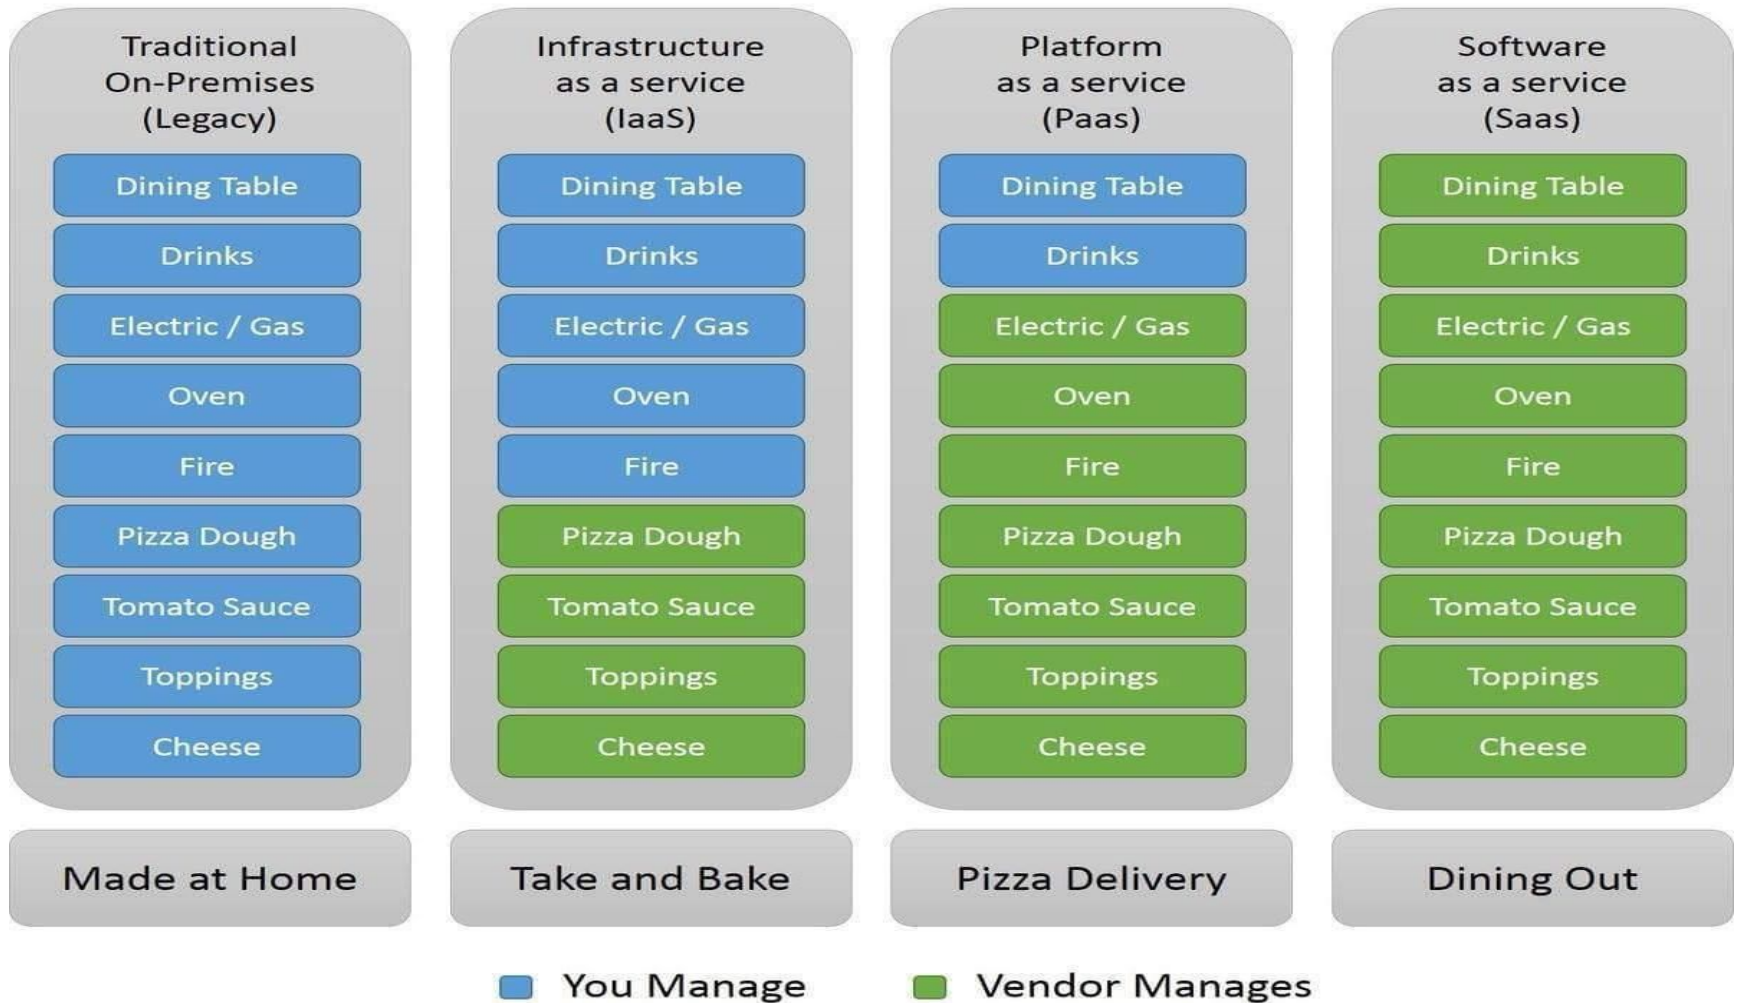 Traditional
On-Premises
(Legacy)
Dining Table
Drinks
Electric / Gas
Oven
Fire
Pizza Dough
Tomato Sauce
Toppings
Cheese
Made at Home
Infrastructure
as a service
(IaaS)
Dining Table
Drinks
Electric / Gas
Oven
Fire
Pizza Dough
Tomato Sauce
Toppings
Cheese
Take and Bake
Platform
as a service
(Paas)
Dining Table
Drinks
Electric / Gas
Oven
Fire
Pizza Dough
Tomato Sauce
Toppings
Cheese
Pizza Delivery
Software
as a service
(Saas)
Dining Table
Drinks
Electric / Gas
Oven
Fire
Pizza Dough
Tomato Sauce
Toppings
Cheese
Dining Out
You Manage
Vendor Manages